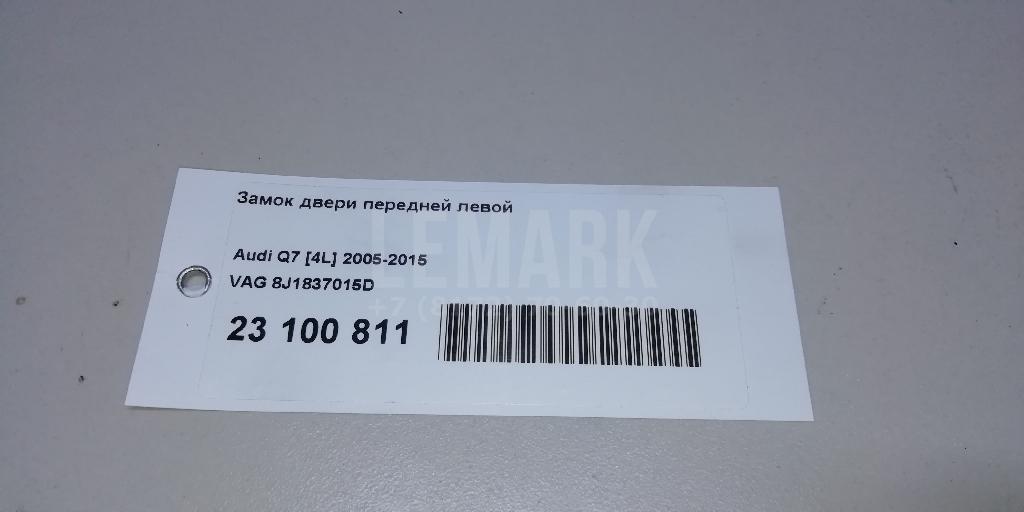 Замок двери передней левой
LEMARK
Audi Q7 [4L] 2005-2015
VAG 8J1837015D
23 100 811